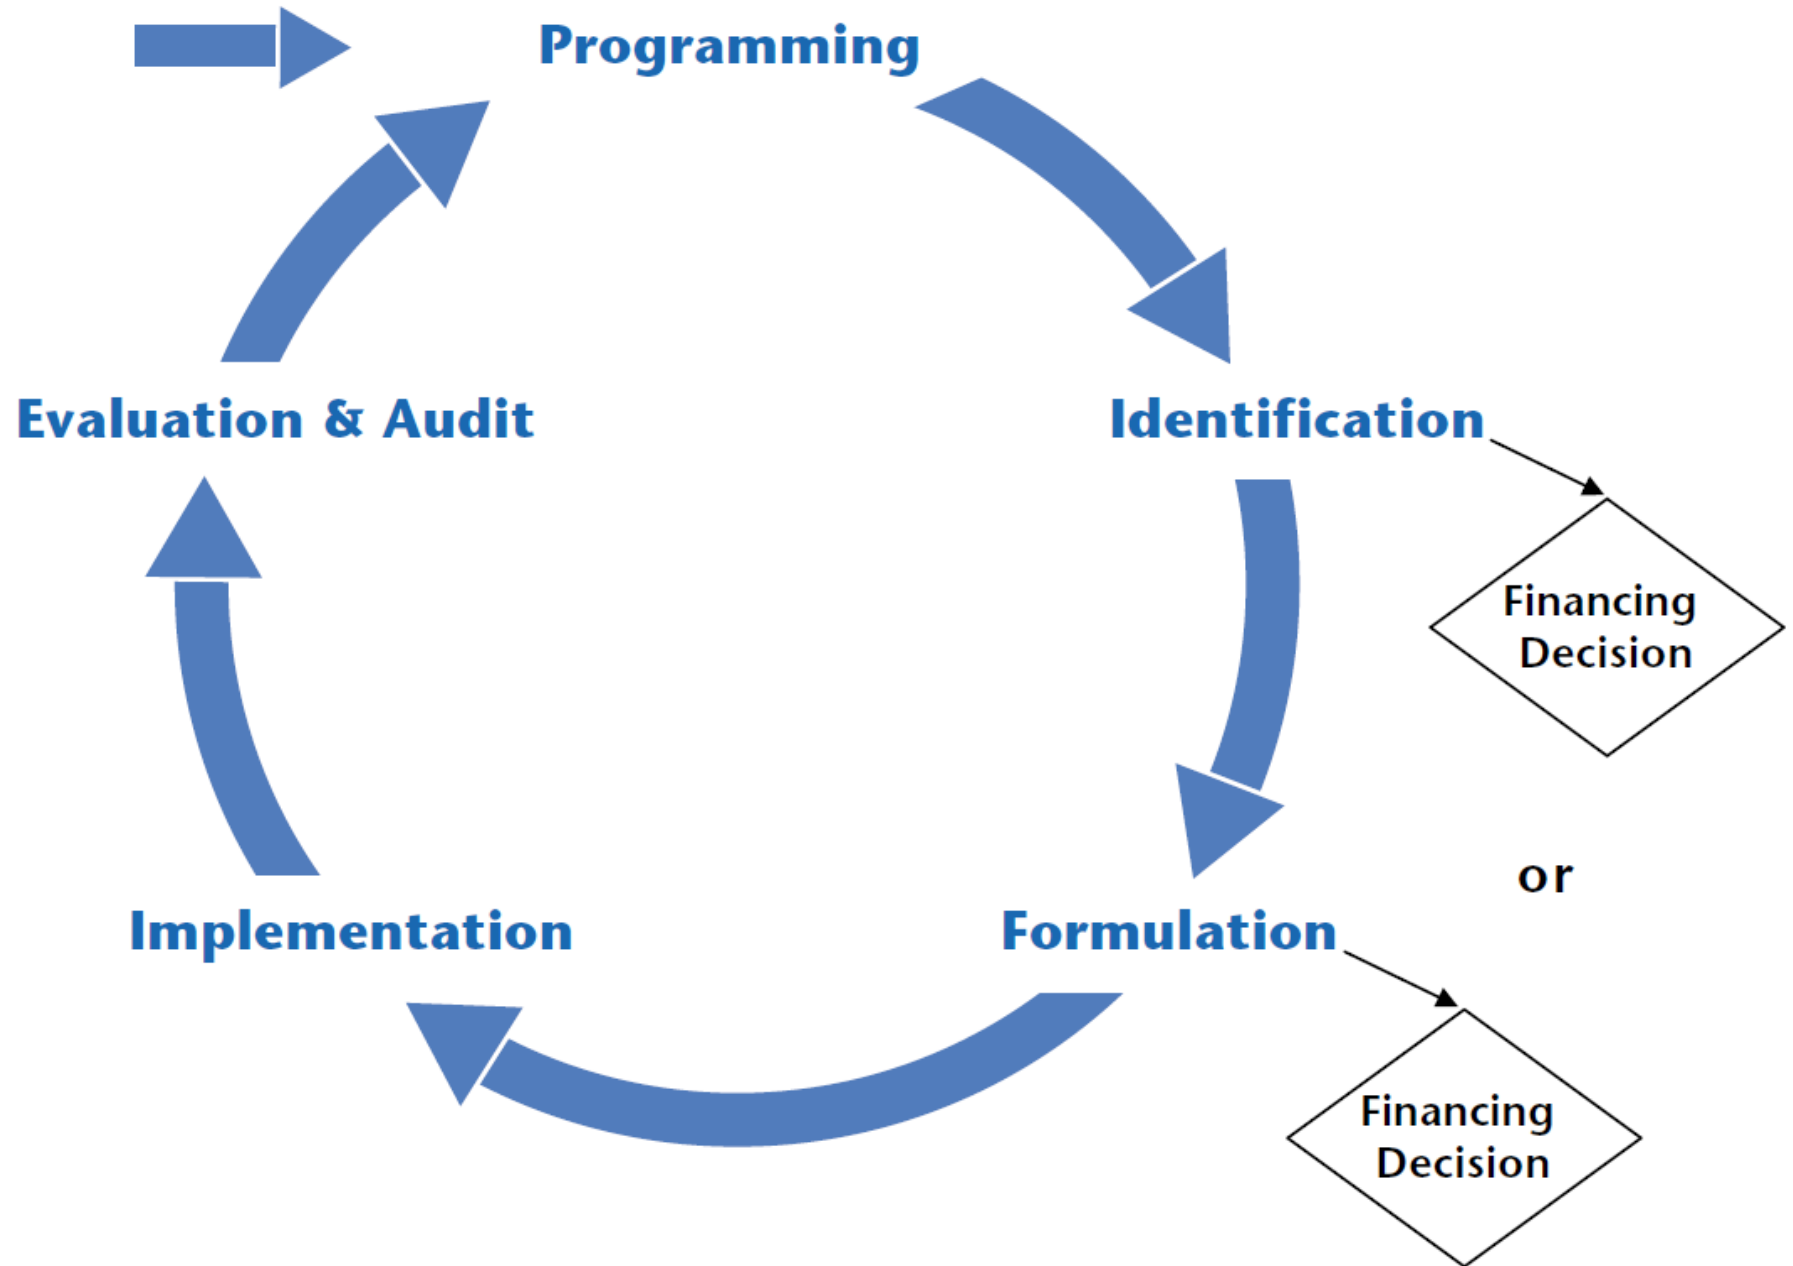 Programming
Evaluation & Audit
Identification
Financing
Decision
or
Implementation
Formulation
Financing
Decision